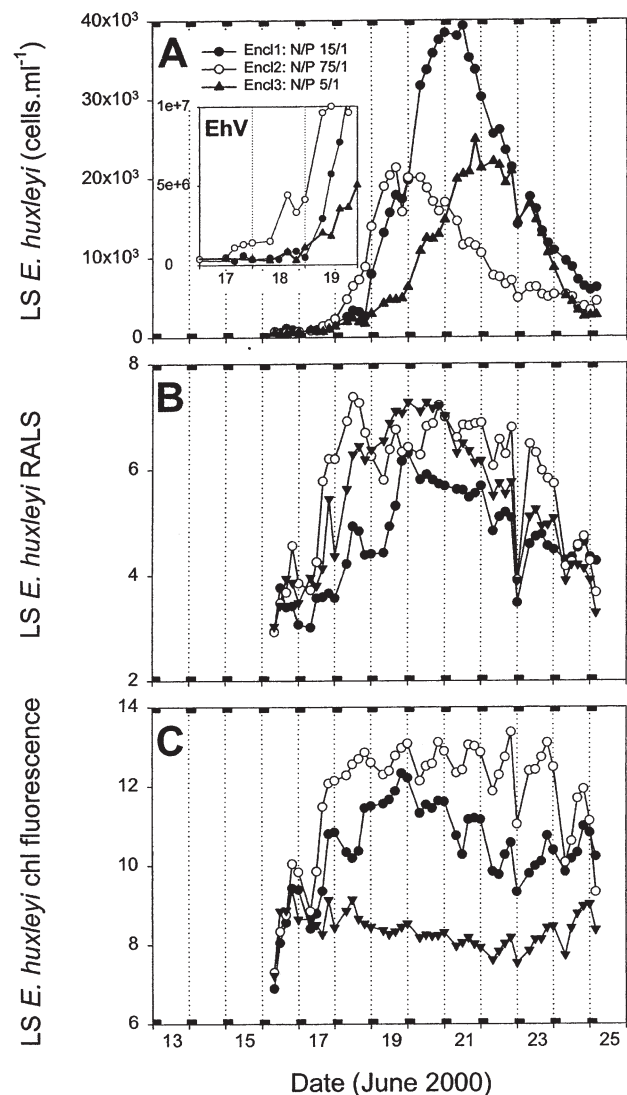 A
Encl1: N/P 15/1
Encl2: N/P 75/1
Encl3: N/P 5/1
40x10³
30x10³
20x10³
10x10³
0
LS E. huxleyi (cells.ml⁻¹)
EhV
1e+7
5e+6
0
17 18 19
B
8
6
4
2
LS E. huxleyi RALS
C
14
12
10
8
6
LS E. huxleyi chl fluorescence
13 15 17 19 21 23 25
Date (June 2000)